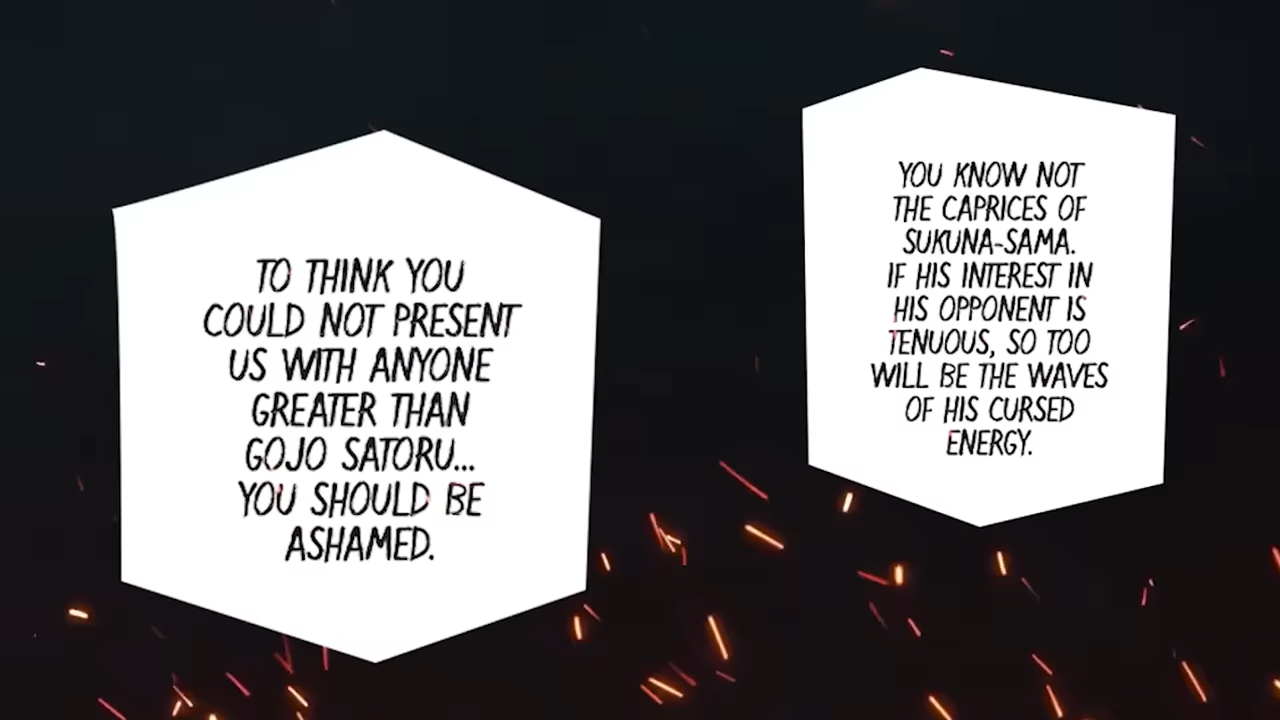 TO THINK YOU
COULD NOT PRESENT
US WITH ANYONE
GREATER THAN
GOJO SATORU...
YOU SHOULD BE
ASHAMED.
YOU KNOW NOT
THE CAPRICES OF
SUKUNA-SAMA.
IF HIS INTEREST IN
HIS OPPONENT IS
TENUOUS, SO TOO
WILL BE THE WAVES
OF HIS CURSED
ENERGY.